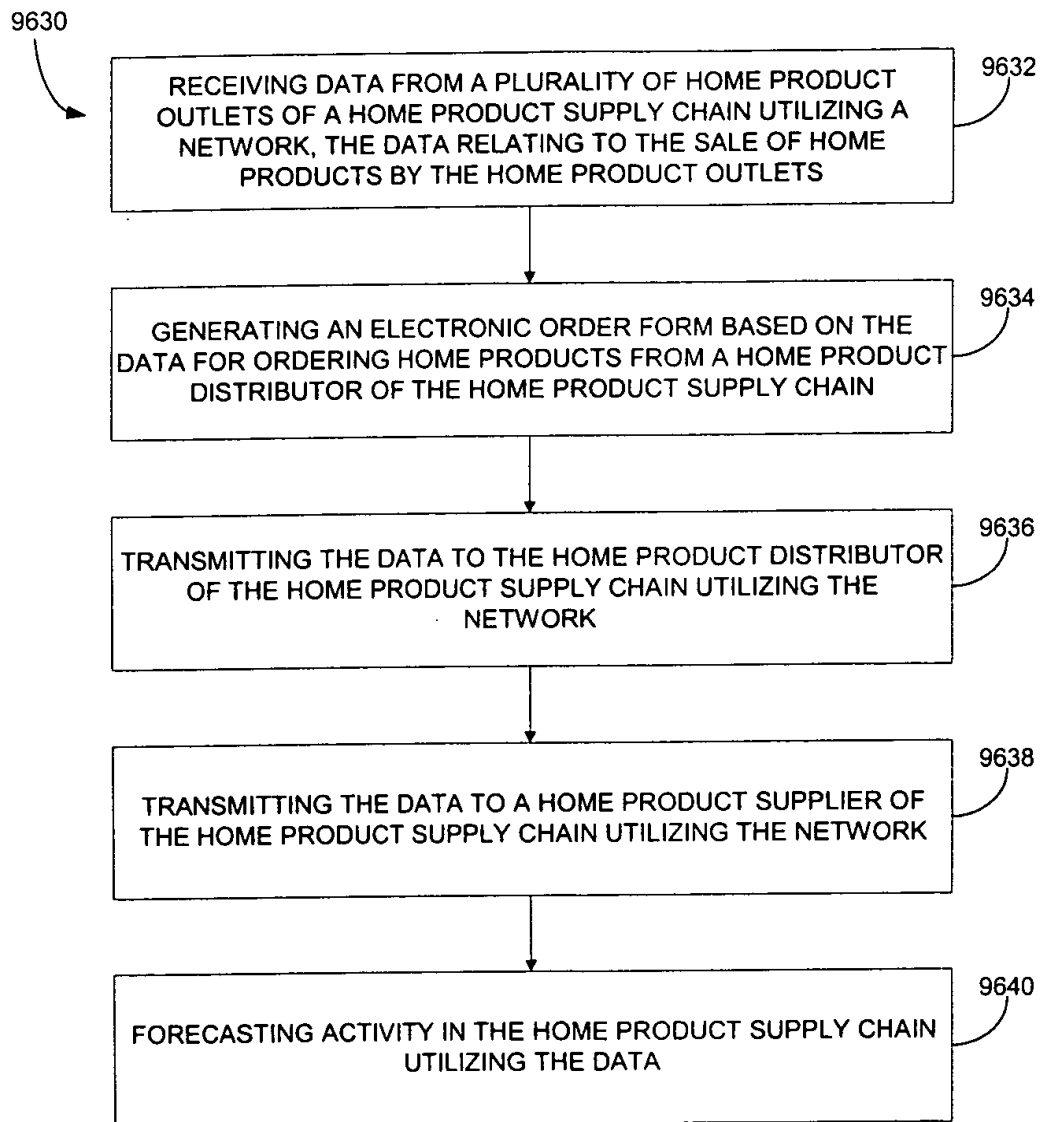 9630
RECEIVING DATA FROM A PLURALITY OF HOME PRODUCT
OUTLETS OF A HOME PRODUCT SUPPLY CHAIN UTILIZING A
NETWORK, THE DATA RELATING TO THE SALE OF HOME
PRODUCTS BY THE HOME PRODUCT OUTLETS
9632
GENERATING AN ELECTRONIC ORDER FORM BASED ON THE
DATA FOR ORDERING HOME PRODUCTS FROM A HOME PRODUCT
DISTRIBUTOR OF THE HOME PRODUCT SUPPLY CHAIN
9634
TRANSMITTING THE DATA TO THE HOME PRODUCT DISTRIBUTOR
OF THE HOME PRODUCT SUPPLY CHAIN UTILIZING THE
NETWORK
9636
TRANSMITTING THE DATA TO A HOME PRODUCT SUPPLIER OF
THE HOME PRODUCT SUPPLY CHAIN UTILIZING THE NETWORK
9638
FORECASTING ACTIVITY IN THE HOME PRODUCT SUPPLY CHAIN
UTILIZING THE DATA
9640